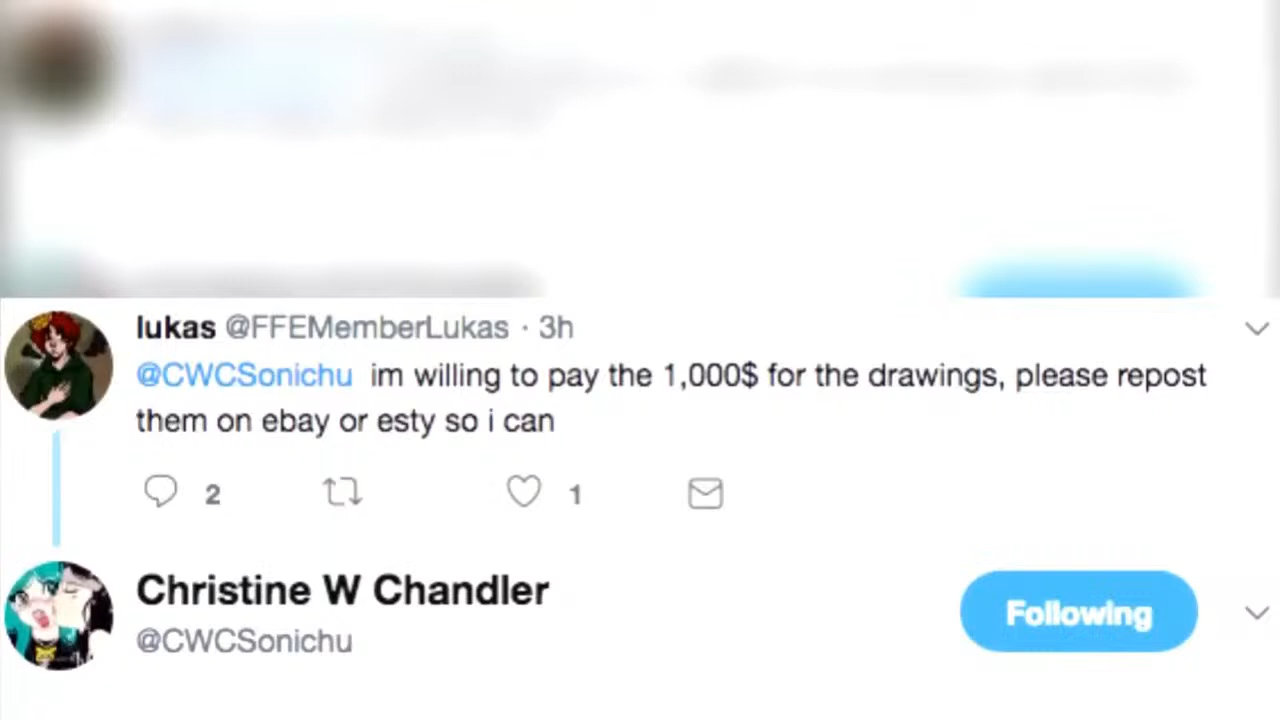 lukas @FFEMemberLukas · 3h
@CWCSonichu im willing to pay the 1,000$ for the drawings, please repost
them on ebay or esty so i can
2 1
Christine W Chandler
Following
@CWCSonichu